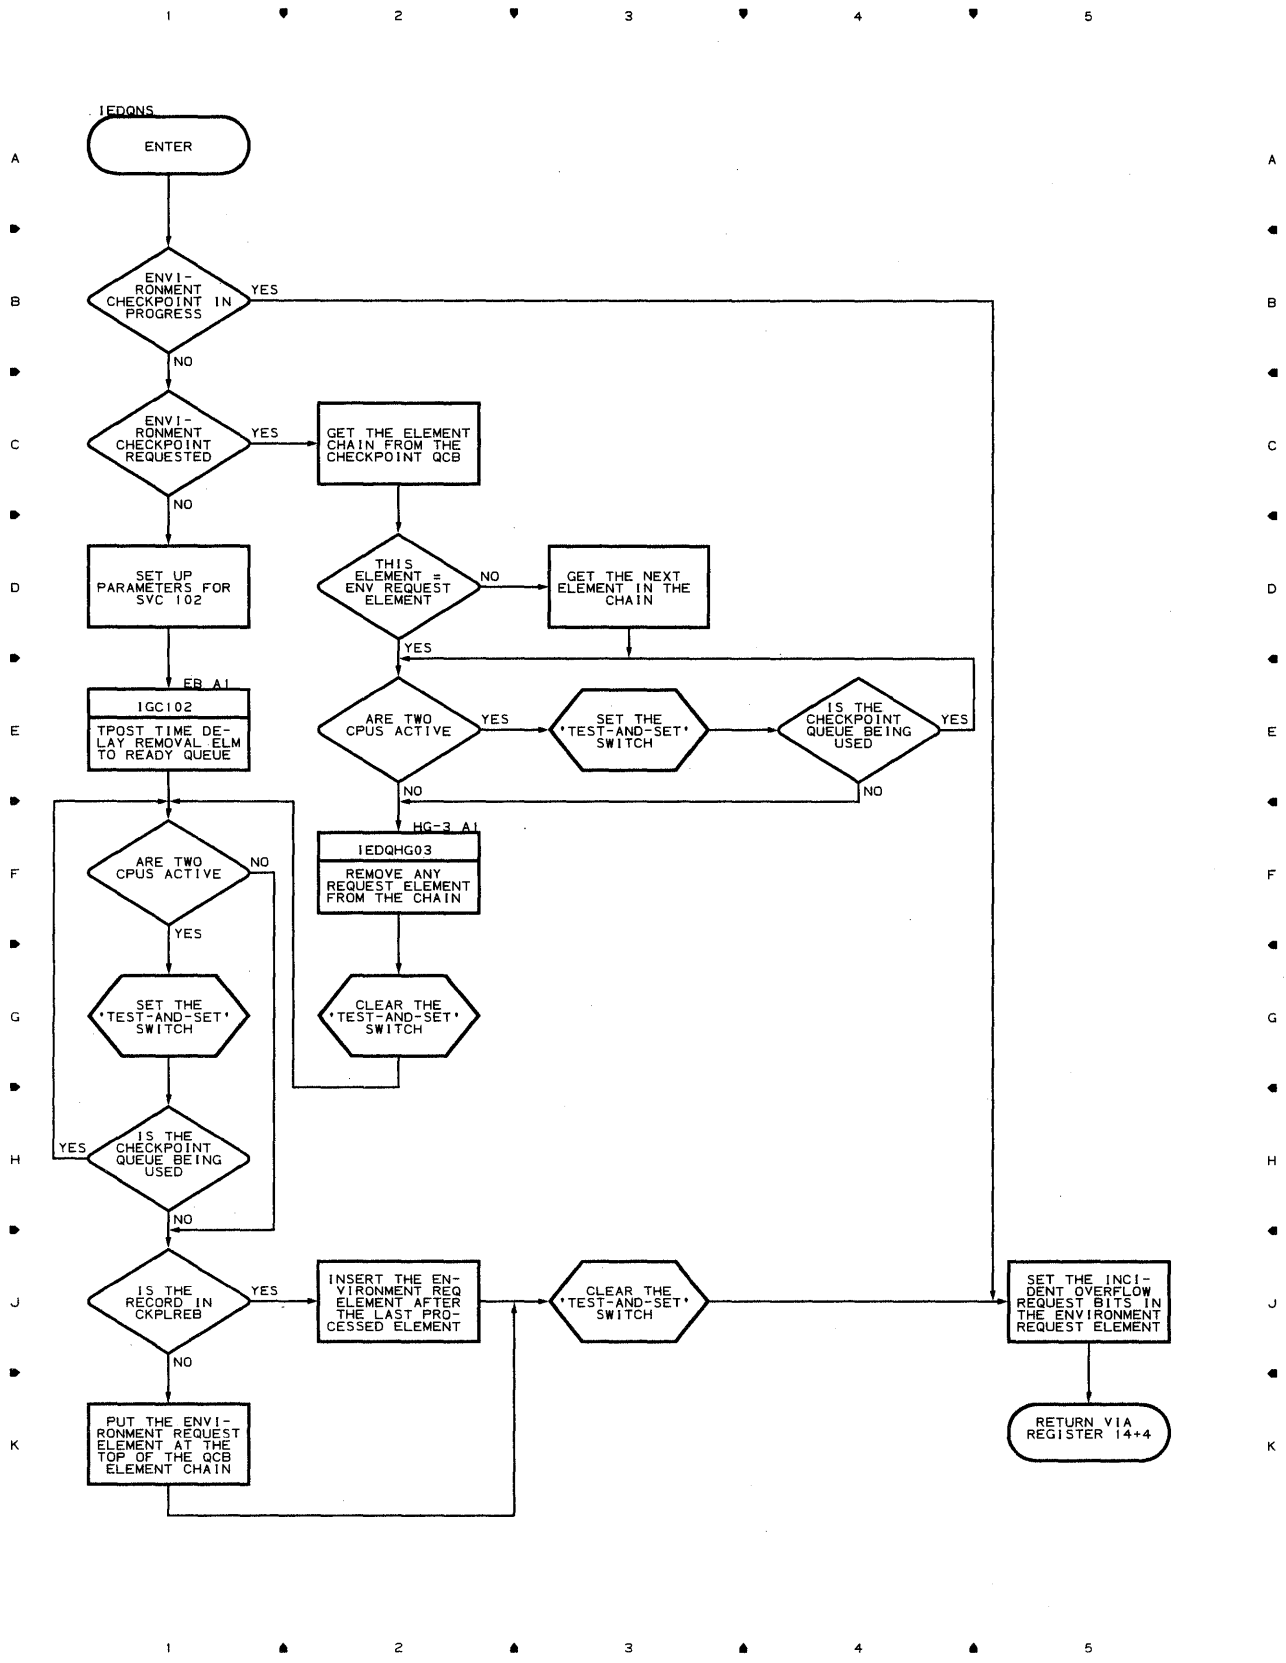 1 2 3 4 5
IEDQNS
ENTER
A A
ENVI-
RONMENT
CHECKPOINT IN
PROGRESS
YES
B B
NO
ENVI-
RONMENT
CHECKPOINT
REQUESTED
YES
GET THE ELEMENT
CHAIN FROM THE
CHECKPOINT QCB
C C
NO
SET UP
PARAMETERS FOR
SVC 102
THIS
ELEMENT =
ENV REQUEST
ELEMENT
NO
GET THE NEXT
ELEMENT IN THE
CHAIN
D D
YES
EB A1
IGC102
TPOST TIME DE-
LAY REMOVAL ELM
TO READY QUEUE
ARE TWO
CPUS ACTIVE
YES
SET THE
'TEST-AND-SET'
SWITCH
IS THE
CHECKPOINT
QUEUE BEING
USED
YES
E E
NO
NO
HG-3 A1
ARE TWO
CPUS ACTIVE
NO
IEDQHG03
REMOVE ANY
REQUEST ELEMENT
FROM THE CHAIN
F F
YES
SET THE
'TEST-AND-SET'
SWITCH
CLEAR THE
'TEST-AND-SET'
SWITCH
G G
YES
IS THE
CHECKPOINT
QUEUE BEING
USED
H H
NO
IS THE
RECORD IN
CKPLREB
YES
INSERT THE EN-
VIRONMENT REQ
ELEMENT AFTER
THE LAST PRO-
CESSED ELEMENT
CLEAR THE
'TEST-AND-SET'
SWITCH
SET THE INCI-
DENT OVERFLOW
REQUEST BITS IN
THE ENVIRONMENT
REQUEST ELEMENT
J J
NO
PUT THE ENVI-
RONMENT REQUEST
ELEMENT AT THE
TOP OF THE QCB
ELEMENT CHAIN
RETURN VIA
REGISTER 14+4
K K
1 2 3 4 5